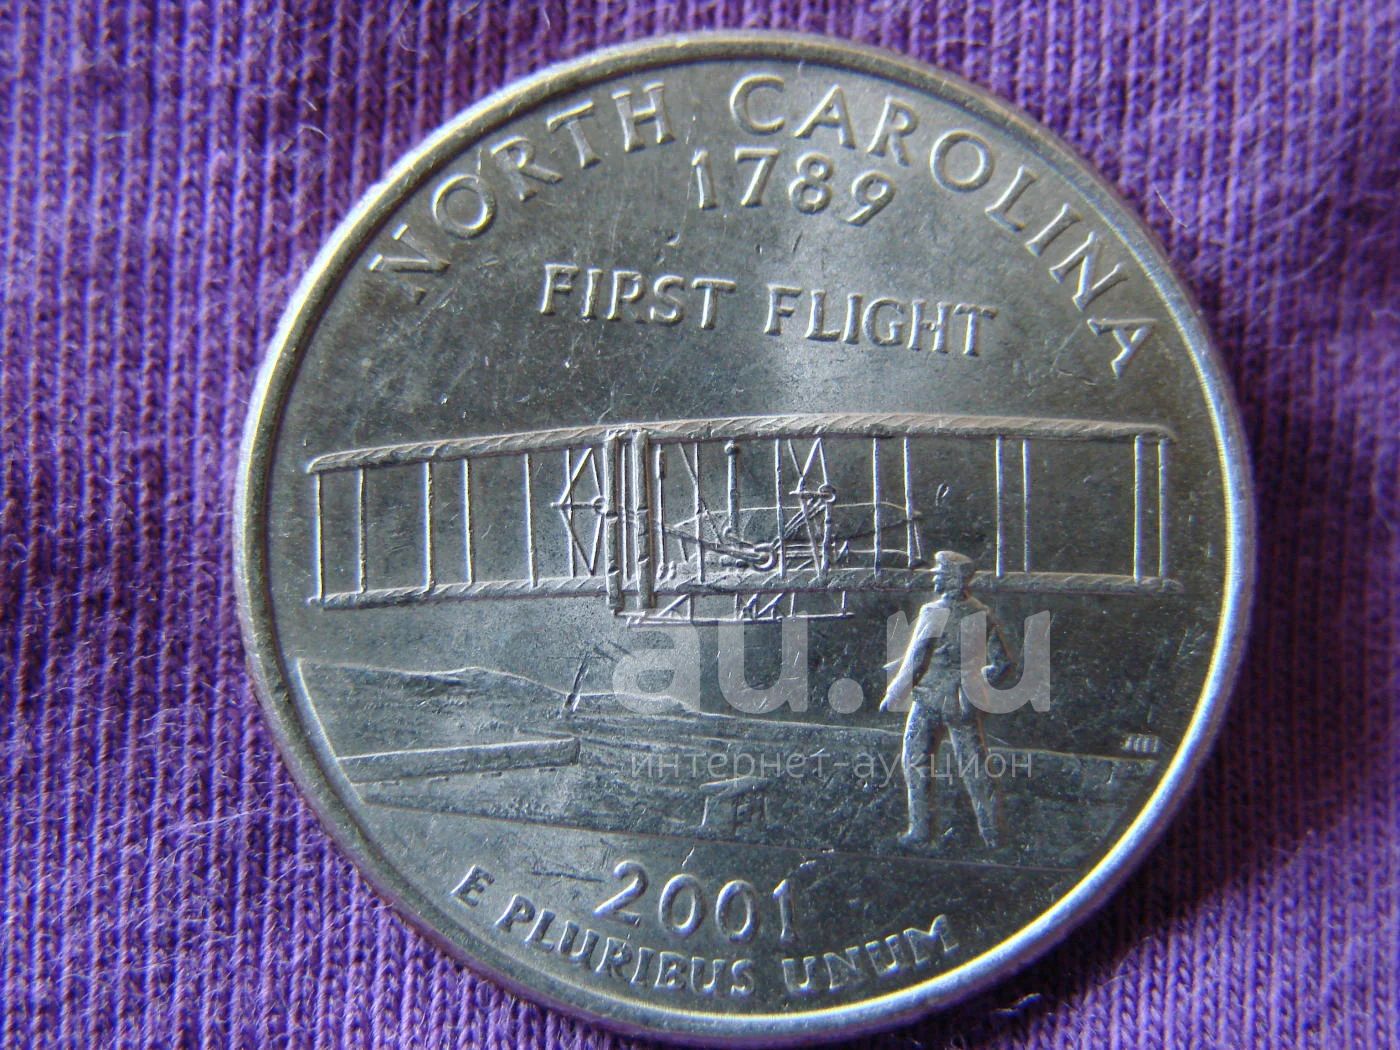 NORTH CAROLINA
1789
FIRST FLIGHT
au.ru
интернет-аукцион
2001
E PLURIBUS UNUM